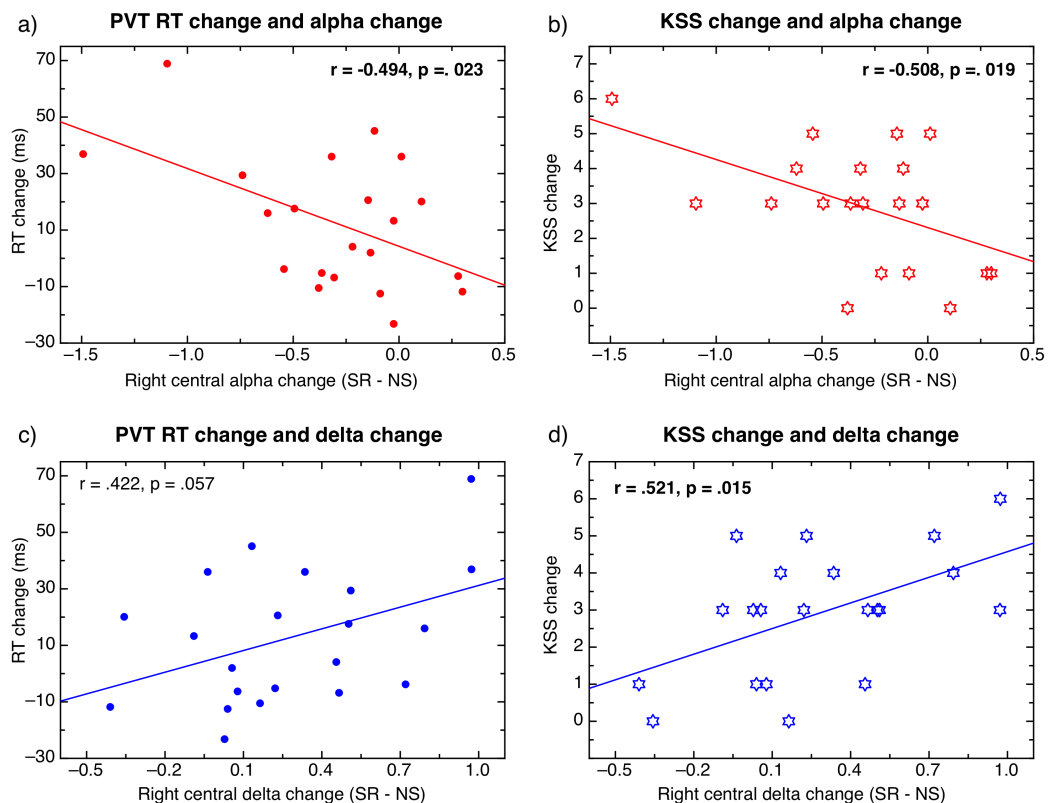 a)
PVT RT change and alpha change
r = -0.494, p =. 023
70
50
30
10
−10
−30
RT change (ms)
−1.5
−1.0
−0.5
0.0
0.5
Right central alpha change (SR - NS)
b)
KSS change and alpha change
r = -0.508, p =. 019
6
5
4
3
2
1
0
KSS change
−1.5
−1.0
−0.5
0.0
0.5
Right central alpha change (SR - NS)
c)
PVT RT change and delta change
r = .422, p = .057
70
50
30
10
−10
−30
RT change (ms)
−0.5
−0.2
0.1
0.4
0.7
1.0
Right central delta change (SR - NS)
d)
KSS change and delta change
r = .521, p = .015
7
6
5
4
3
2
1
0
KSS change
−0.5
−0.2
0.1
0.4
0.7
1.0
Right central delta change (SR - NS)